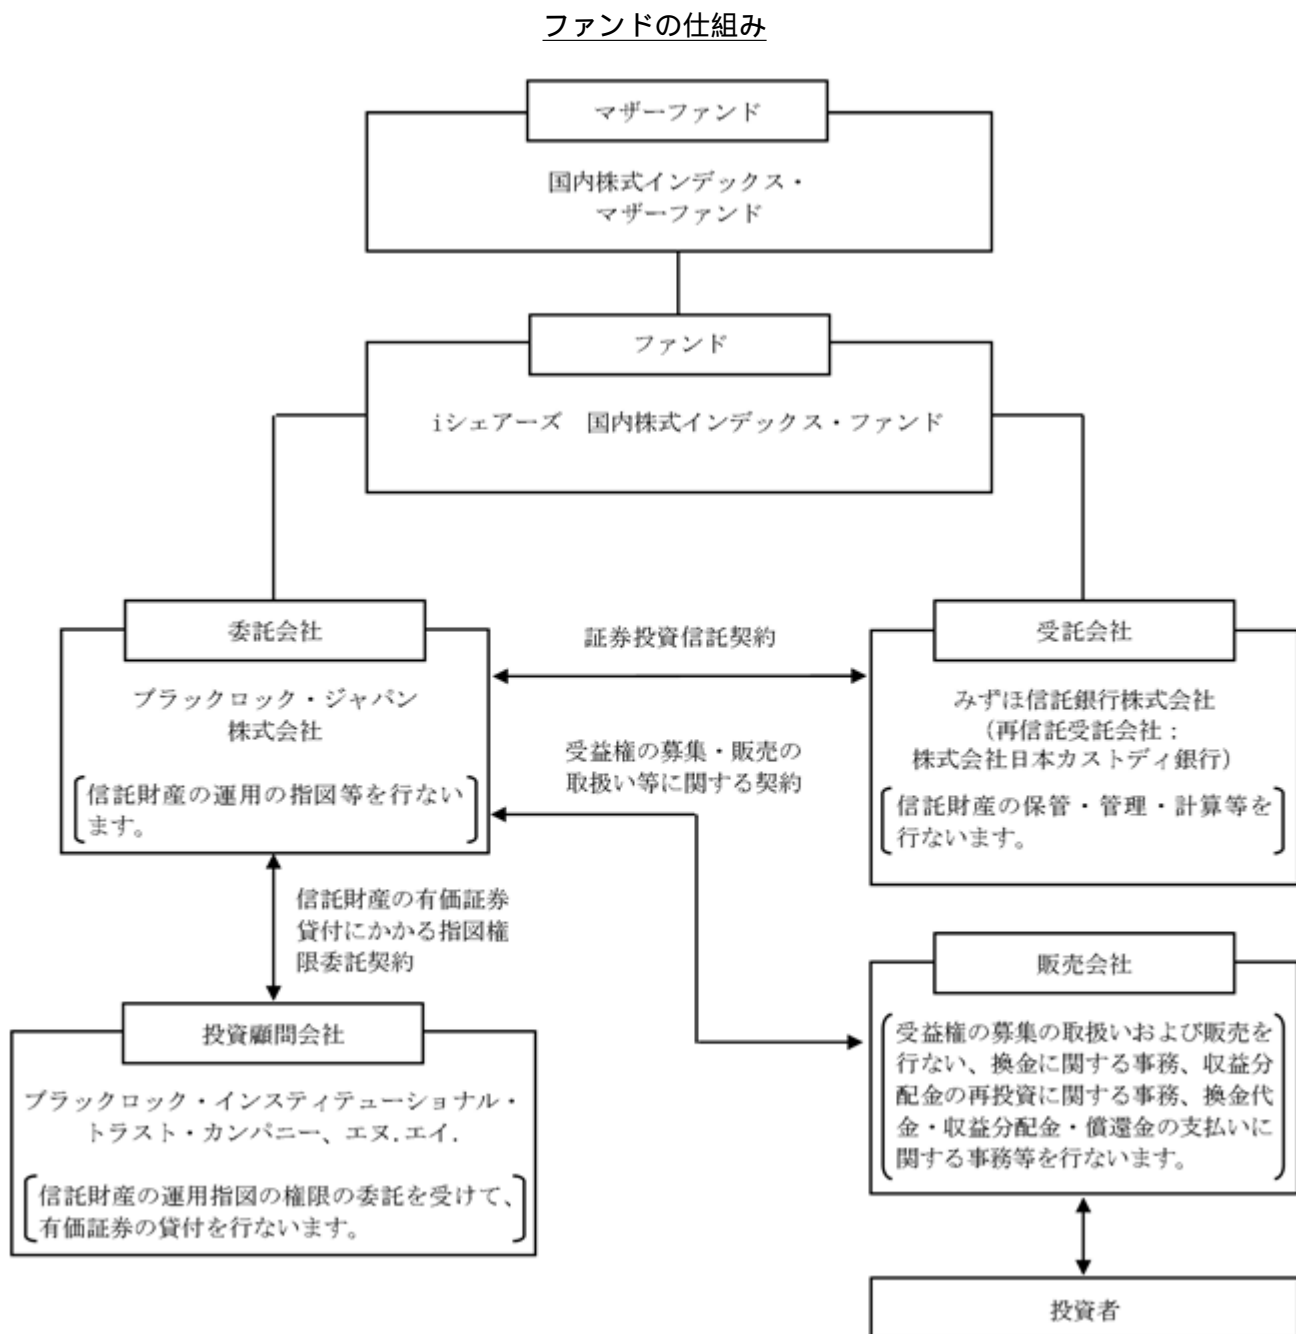 ファンドの仕組み
マザーファンド
国内株式インデックス・
マザーファンド
ファンド
iシェアーズ　国内株式インデックス・ファンド
委託会社
ブラックロック・ジャパン
株式会社
信託財産の運用の指図等を行ない
ます。
証券投資信託契約
受益権の募集・販売の
取扱い等に関する契約
受託会社
みずほ信託銀行株式会社
（再信託受託会社：
株式会社日本カストディ銀行）
信託財産の保管・管理・計算等を
行ないます。
信託財産の有価証券
貸付にかかる指図権
限委託契約
投資顧問会社
ブラックロック・インスティテューショナル・
トラスト・カンパニー、エヌ.エイ.
信託財産の運用指図の権限の委託を受けて、
有価証券の貸付を行ないます。
販売会社
受益権の募集の取扱いおよび販売を
行ない、換金に関する事務、収益分
配金の再投資に関する事務、換金代
金・収益分配金・償還金の支払いに
関する事務等を行ないます。
投資者